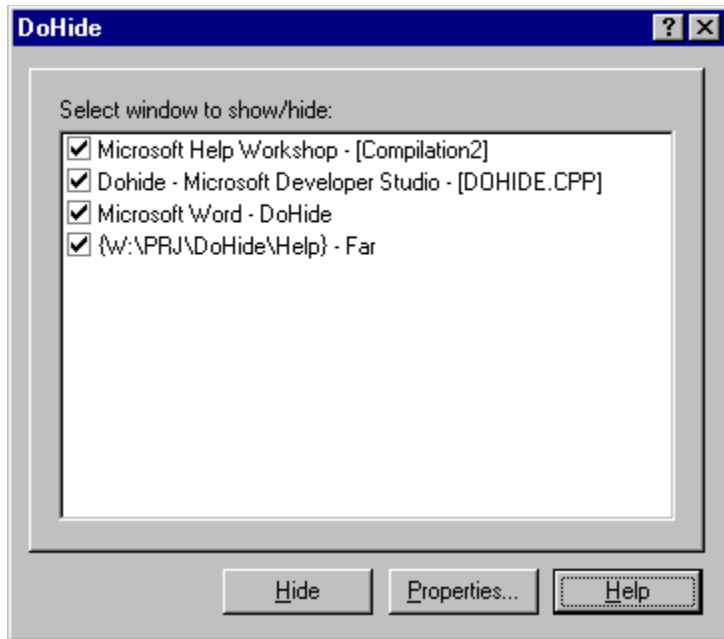 DoHide
Select window to show/hide:
Microsoft Help Workshop - [Compilation2]
Dohide - Microsoft Developer Studio - [DOHIDE.CPP]
Microsoft Word - DoHide
{W:\PRJ\DoHide\Help} - Far
Hide Properties... Help